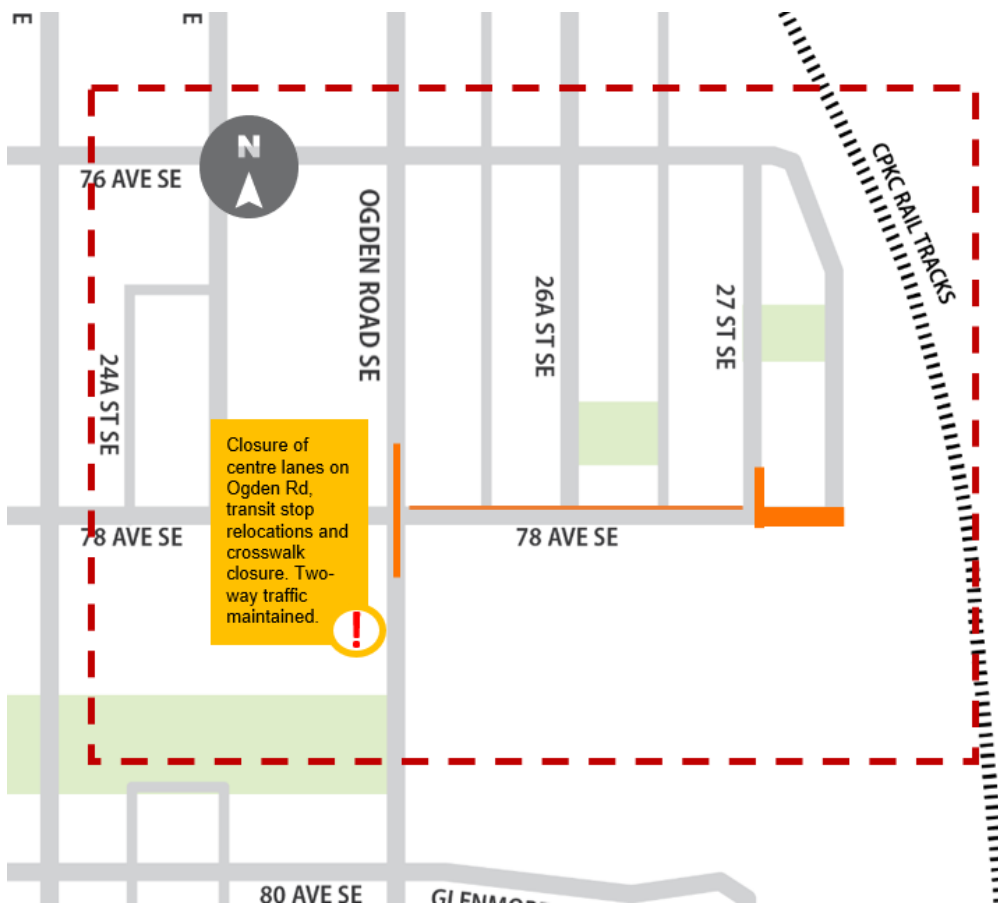 E
E
76 AVE SE
N
OGDEN ROAD SE
CPKC RAIL TRACKS
24A ST SE
26A ST SE
27 ST SE
Closure of
centre lanes on
Ogden Rd,
transit stop
relocations and
crosswalk
closure. Two-
way traffic
maintained.
!
78 AVE SE
78 AVE SE
80 AVE SE